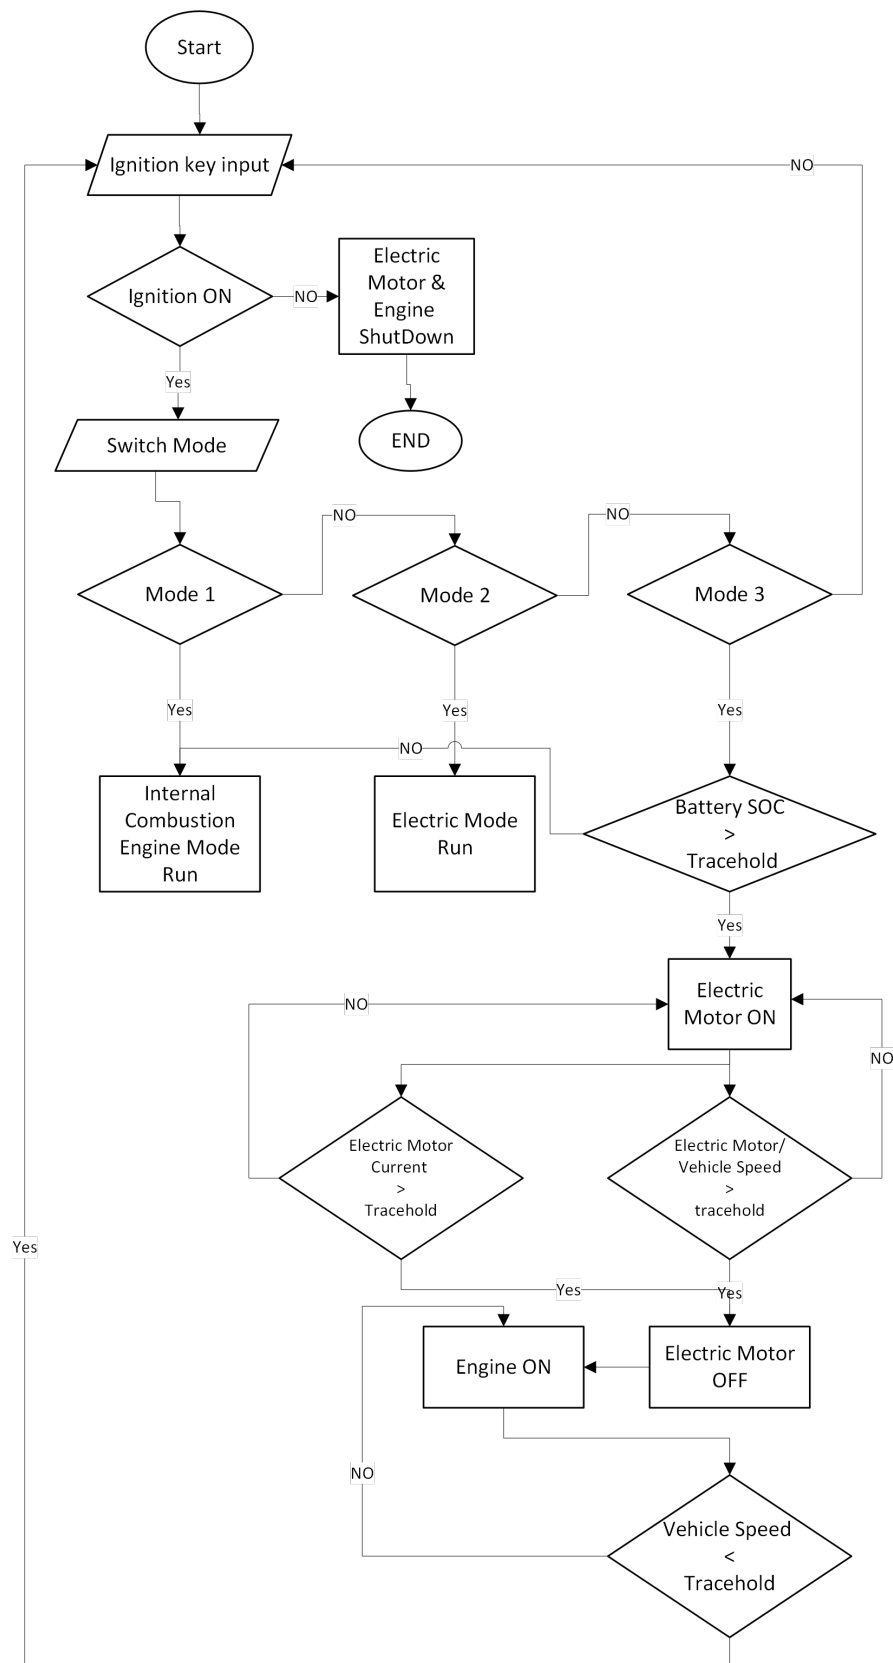 Start
Ignition key input
NO
Ignition ON
NO
Electric
Motor &
Engine
ShutDown
Yes
Switch Mode
END
NO
NO
Mode 1
Mode 2
Mode 3
Yes
Yes
Yes
NO
Internal
Combustion
Engine Mode
Run
Electric Mode
Run
Battery SOC
>
Tracehold
Yes
Electric
Motor ON
NO
NO
Electric Motor
Current
>
Tracehold
Electric Motor/
Vehicle Speed
>
tracehold
Yes
Yes
Yes
Engine ON
Electric Motor
OFF
NO
Vehicle Speed
<
Tracehold